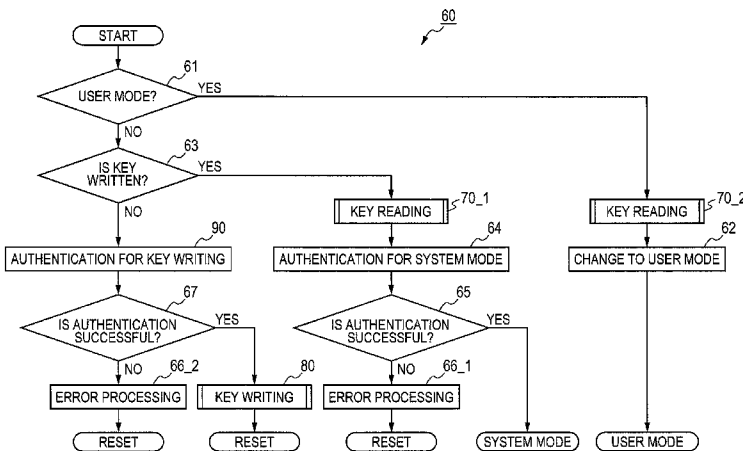 60
START
61
USER MODE?
YES
NO
63
IS KEY
WRITTEN?
YES
NO
70_1
KEY READING
70_2
KEY READING
90
AUTHENTICATION FOR KEY WRITING
64
AUTHENTICATION FOR SYSTEM MODE
62
CHANGE TO USER MODE
67
IS AUTHENTICATION
SUCCESSFUL?
YES
NO
65
IS AUTHENTICATION
SUCCESSFUL?
YES
NO
66_2
ERROR PROCESSING
80
KEY WRITING
66_1
ERROR PROCESSING
RESET
RESET
RESET
SYSTEM MODE
USER MODE